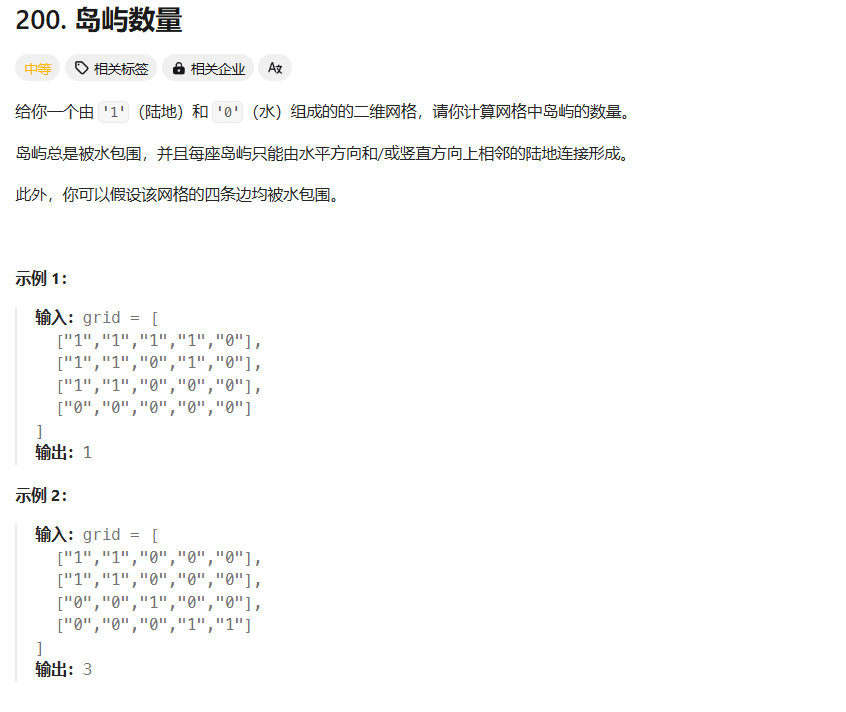 200. 岛屿数量
中等 相关标签 相关企业 Aあ
给你一个由 '1'（陆地）和 '0'（水）组成的的二维网格，请你计算网格中岛屿的数量。
岛屿总是被水包围，并且每座岛屿只能由水平方向和/或竖直方向上相邻的陆地连接形成。
此外，你可以假设该网格的四条边均被水包围。
示例 1：
输入：grid = [
["1","1","1","1","0"],
["1","1","0","1","0"],
["1","1","0","0","0"],
["0","0","0","0","0"]
]
输出：1
示例 2：
输入：grid = [
["1","1","0","0","0"],
["1","1","0","0","0"],
["0","0","1","0","0"],
["0","0","0","1","1"]
]
输出：3